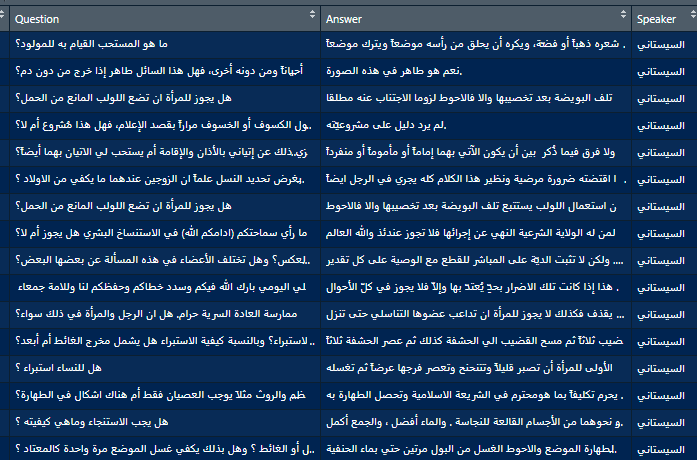 Question Answer Speaker
ما هو المستحب القيام به للمولود؟ شعره ذهباً أو فضة، ويكره أن يحلق من رأسه موضعاً ويترك موضعاً. السيستاني
أحياناً ومن دونه أخرى، فهل هذا السائل طاهر إذا خرج من دون دم؟ نعم هو طاهر في هذه الصورة. السيستاني
هل يجوز للمرأة ان تضع اللولب المانع من الحمل؟ تلف البويضة بعد تخصيبها والا فالاحوط لزوما الاجتناب عنه مطلقا السيستاني
ول الكسوف أو الخسوف مراراً بقصد الإعلام، فهل هذا مُشروع أم لا؟... لم يرد دليل على مشروعيّته. السيستاني
زي ذلك عن إتياني بالأذان والإقامة أم يستحب لي الاتيان بهما أيضاً؟... ولا فرق فيما ذُكر بين أن يكون الآتي بهما إماماً أو مأموماً أو منفرداً السيستاني
بغرض تحديد النسل علماً ان الزوجين عندهما ما يكفي من الاولاد ؟... ا اقتضته ضرورة مرضية ونظير هذا الكلام كله يجري في الرجل ايضاً. السيستاني
هل يجوز للمرأة ان تضع اللولب المانع من الحمل؟ ن استعمال اللولب يستتبع تلف البويضة بعد تخصيبها والا فالاحوط السيستاني
ما رأي سماحتكم (ادامكم الله) في الاستنساخ البشري هل يجوز أم لا؟ لمن له الولاية الشرعية النهي عن إجرائها فلا تجوز عندئذ والله العالم السيستاني
لعكس؟ وهل تختلف الأعضاء في هذه المسألة عن بعضها البعض؟... ولكن لا تثبت الديّة على المباشر للقطع مع الوصية على كل تقدير.... السيستاني
لي اليومي بارك الله فيكم وسدد خطاكم وحفظكم لنا وللامة جمعاء هذا إذا كانت تلك الاضرار بحدٍ يُعتدّ بها وإلاّ فلا يجوز في كلّ الأحوال. السيستاني
ممارسة العادة السرية حرام، هل ان الرجل والمرأة في ذلك سواء؟ يقذف فكذلك لا يجوز للمرأة ان تداعب عضوها التناسلي حتى تنزل. السيستاني
لاستبراء؟ وبالنسبة كيفية الاستبراء هل يشمل مخرج الغائط أم أبعد؟... ضيب ثلاثاً ثم مسح القضيب الي الحشفة كذلك ثم عصر الحشفة ثلاثاً السيستاني
هل للنساء استبراء ؟ الأولى للمرأة أن تصبر قليلاً وتتنحنح وتعصر فرجها عرضاً ثم تغسله السيستاني
ظم والروث مثلاً يوجب العصيان فقط أم هناك اشكال في الطهارة؟... يحرم تكليفاً بما هومحترم في الشريعة الاسلامية وتحصل الطهارة به. السيستاني
هل يجب الاستنجاء وماهي كيفيته ؟ و نحوهما من الأجسام القالعة للنجاسة . والماء أفضل ، والجمع أكمل. السيستاني
ل أو الغائط ؟ وهل بذلك يكفي غسل الموضع مرة واحدة كالمعتاد ؟... لطهارة الموضع والاحوط الغسل من البول مرتين حتي بماء الحنفية. السيستاني